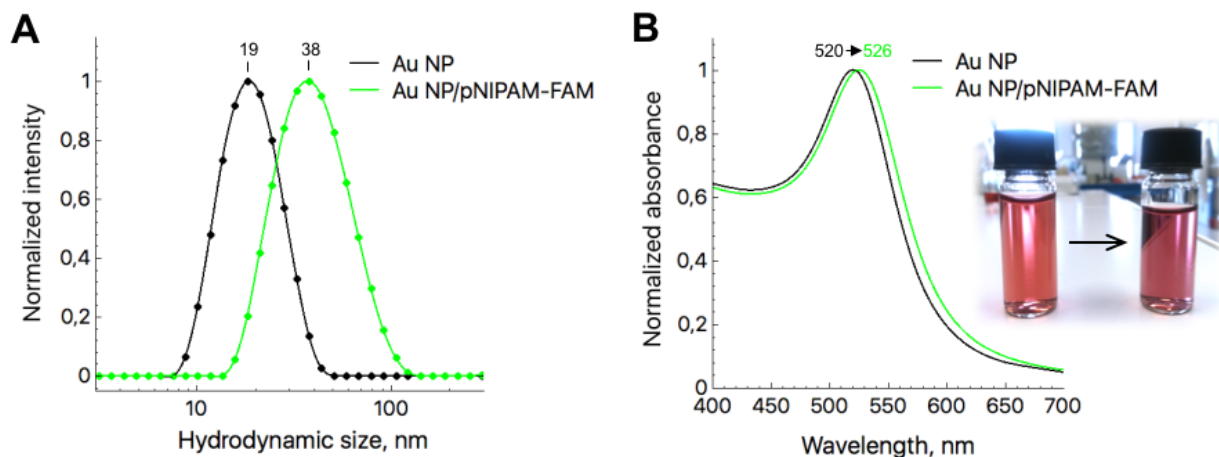 A
19
38
Au NP
Au NP/pNIPAM-FAM
1
0,8
0,6
0,4
0,2
0
10
100
Normalized intensity
Hydrodynamic size, nm
B
520 526
Au NP
Au NP/pNIPAM-FAM
1
0,8
0,6
0,4
0,2
400 450 500 550 600 650 700
Normalized absorbance
Wavelength, nm